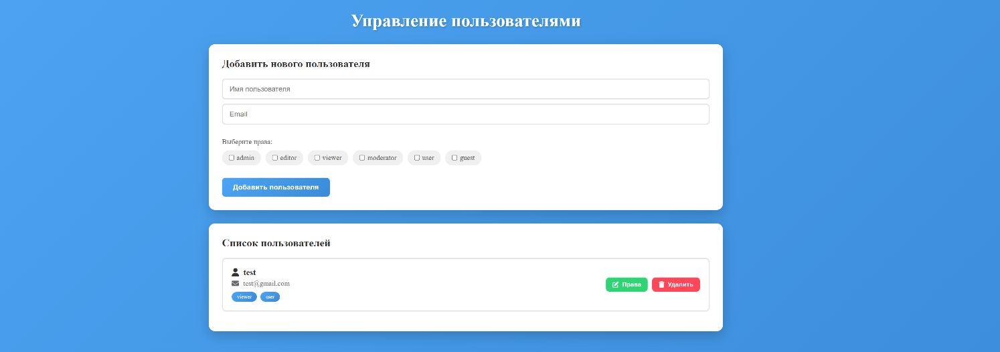 Управление пользователями
Добавить нового пользователя
Имя пользователя
Email
Выберите права:
admin editor viewer moderator user guest
Добавить пользователя
Список пользователей
test
test@gmail.com
Права Удалить
viewer user